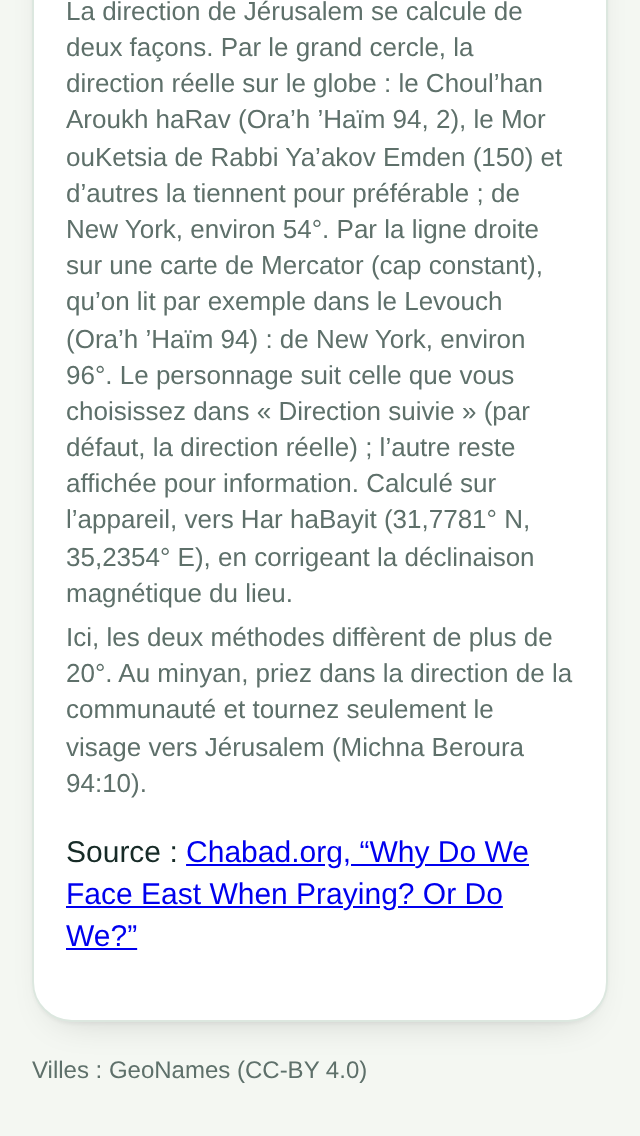 La direction de Jérusalem se calcule de
deux façons. Par le grand cercle, la
direction réelle sur le globe : le Choul’han
Aroukh haRav (Ora’h ’Haïm 94, 2), le Mor
ouKetsia de Rabbi Ya’akov Emden (150) et
d’autres la tiennent pour préférable ; de
New York, environ 54°. Par la ligne droite
sur une carte de Mercator (cap constant),
qu’on lit par exemple dans le Levouch
(Ora’h ’Haïm 94) : de New York, environ
96°. Le personnage suit celle que vous
choisissez dans « Direction suivie » (par
défaut, la direction réelle) ; l’autre reste
affichée pour information. Calculé sur
l’appareil, vers Har haBayit (31,7781° N,
35,2354° E), en corrigeant la déclinaison
magnétique du lieu.
Ici, les deux méthodes diffèrent de plus de
20°. Au minyan, priez dans la direction de la
communauté et tournez seulement le
visage vers Jérusalem (Michna Beroura
94:10).
Source : Chabad.org, “Why Do We
Face East When Praying? Or Do
We?”
Villes : GeoNames (CC-BY 4.0)